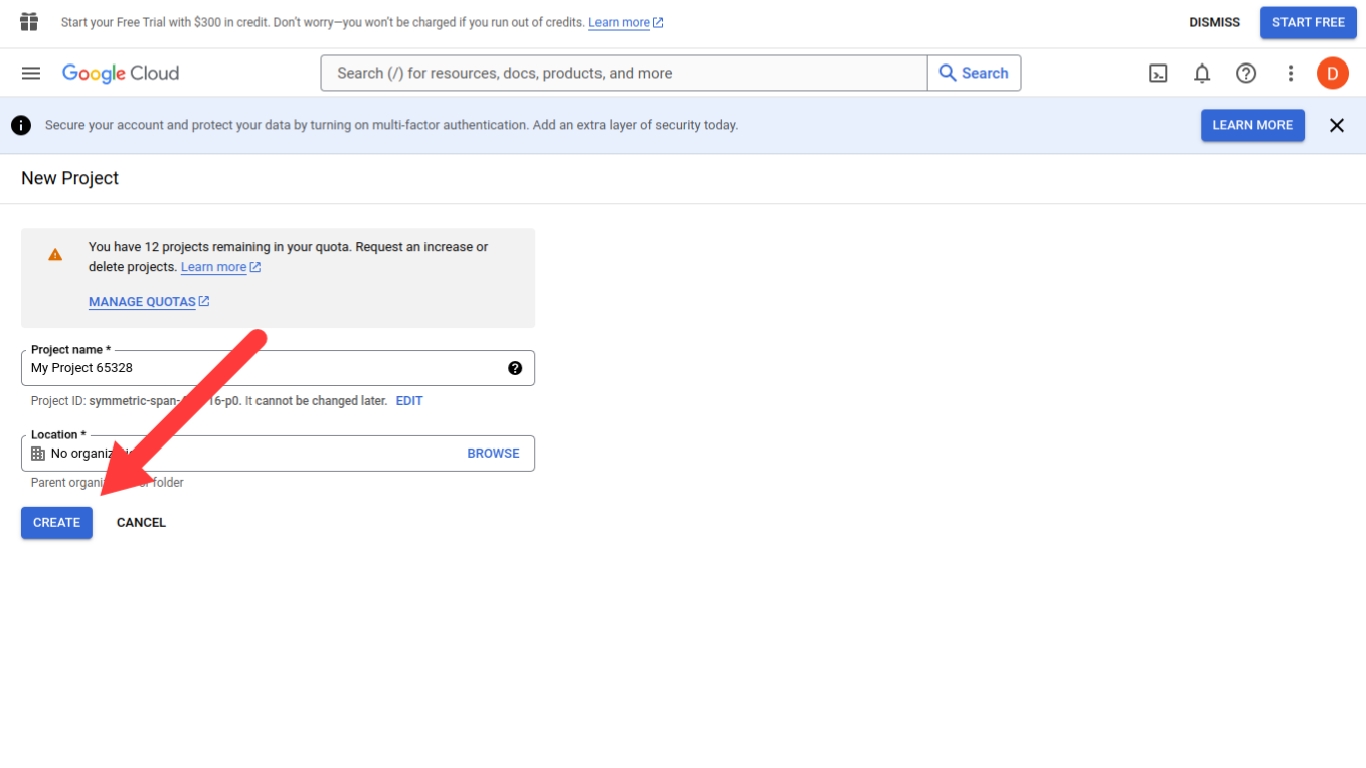 Start your Free Trial with $300 in credit. Don't worry—you won't be charged if you run out of credits. Learn more
DISMISS
START FREE
Google Cloud
Search (/) for resources, docs, products, and more
Search
D
Secure your account and protect your data by turning on multi-factor authentication. Add an extra layer of security today.
LEARN MORE
New Project
You have 12 projects remaining in your quota. Request an increase or
delete projects. Learn more
MANAGE QUOTAS
Project name *
My Project 65328
Project ID: symmetric-span- 16-p0. It cannot be changed later. EDIT
Location *
No
BROWSE
Parent folder
CREATE
CANCEL